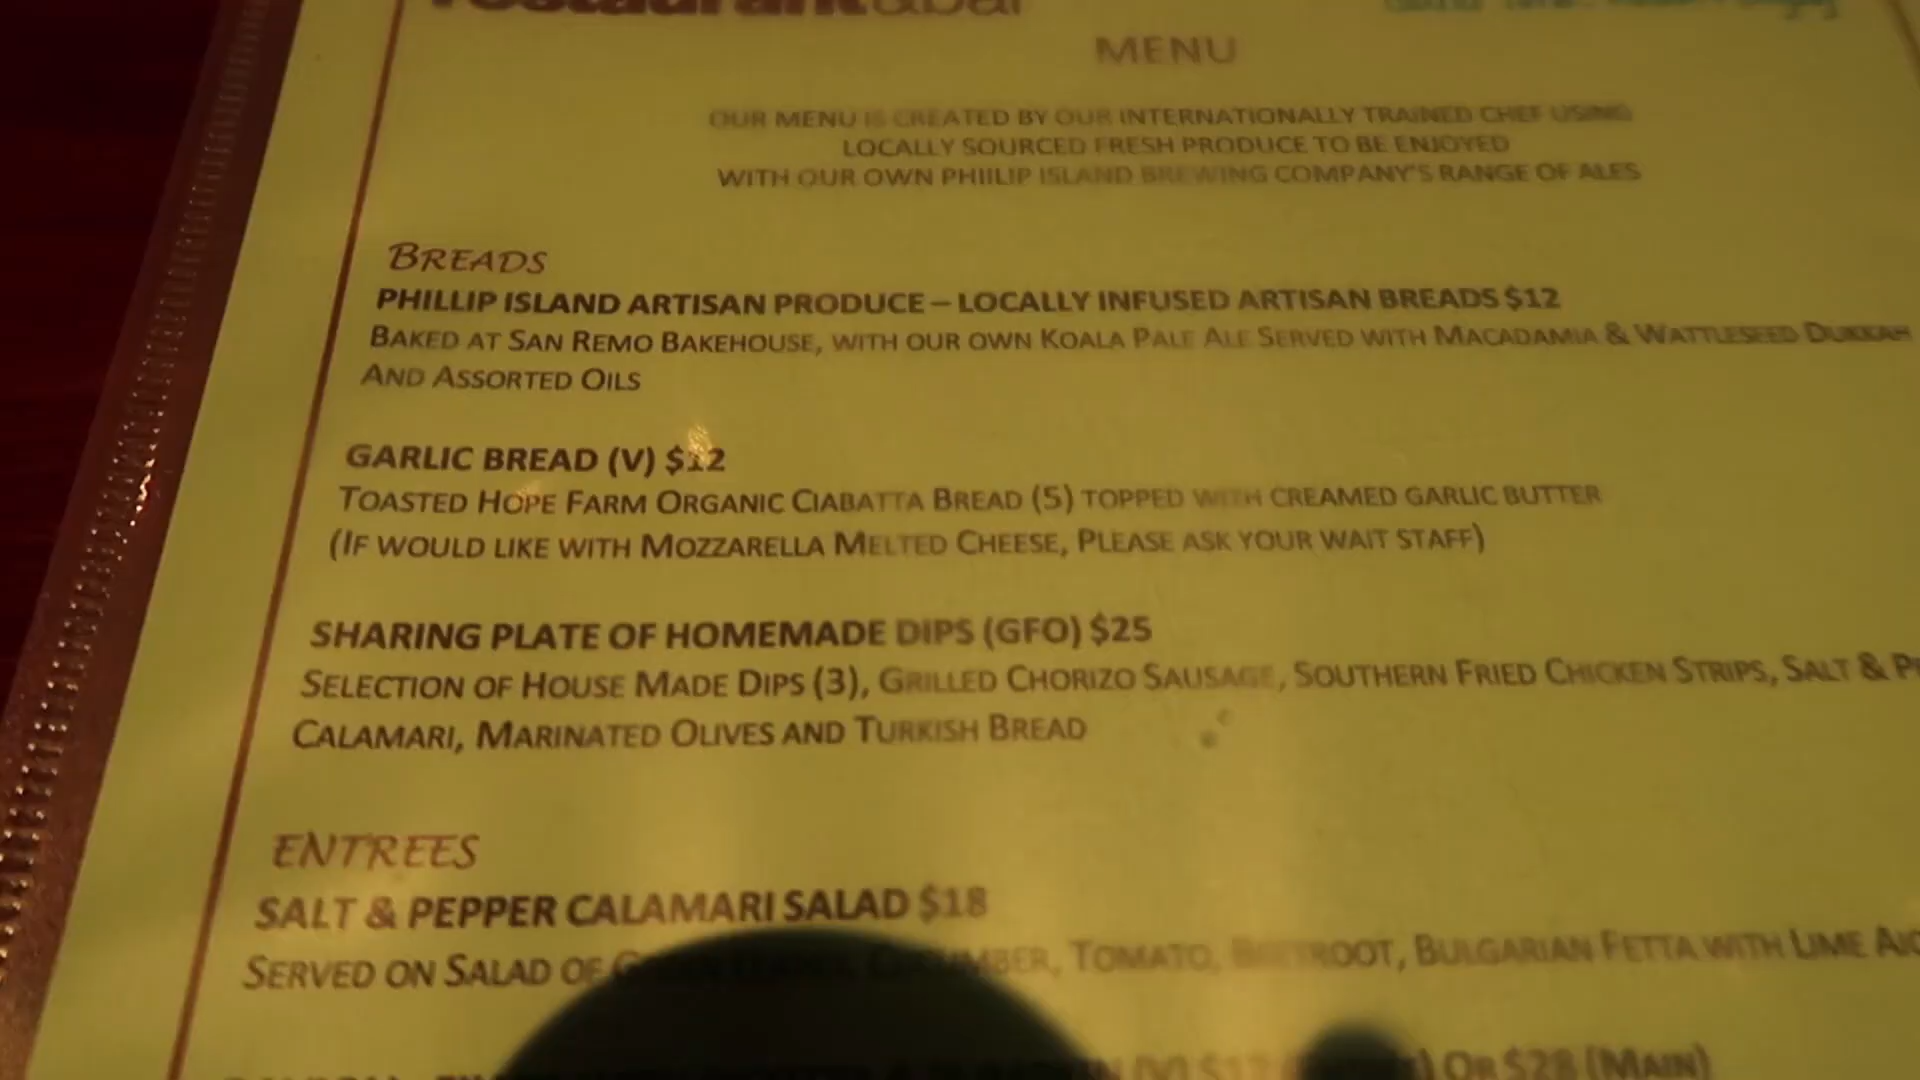 restaurant&bar
MENU
OUR MENU IS CREATED BY OUR INTERNATIONALLY TRAINED CHEF USING
LOCALLY SOURCED FRESH PRODUCE TO BE ENJOYED
WITH OUR OWN PHIILIP ISLAND BREWING COMPANY'S RANGE OF ALES
BREADS
PHILLIP ISLAND ARTISAN PRODUCE – LOCALLY INFUSED ARTISAN BREADS $12
BAKED AT SAN REMO BAKEHOUSE, WITH OUR OWN KOALA PALE ALE SERVED WITH MACADAMIA & WATTLESEED DUKKAH
AND ASSORTED OILS
GARLIC BREAD (V) $12
TOASTED HOPE FARM ORGANIC CIABATTA BREAD (5) TOPPED WITH CREAMED GARLIC BUTTER
(IF WOULD LIKE WITH MOZZARELLA MELTED CHEESE, PLEASE ASK YOUR WAIT STAFF)
SHARING PLATE OF HOMEMADE DIPS (GFO) $25
SELECTION OF HOUSE MADE DIPS (3), GRILLED CHORIZO SAUSAGE, SOUTHERN FRIED CHICKEN STRIPS, SALT & P
CALAMARI, MARINATED OLIVES AND TURKISH BREAD
ENTREES
SALT & PEPPER CALAMARI SALAD $18
SERVED ON SALAD OF CUCUMBER, TOMATO, BEETROOT, BULGARIAN FETTA WITH LIME
(V) OR $28 (MAIN)